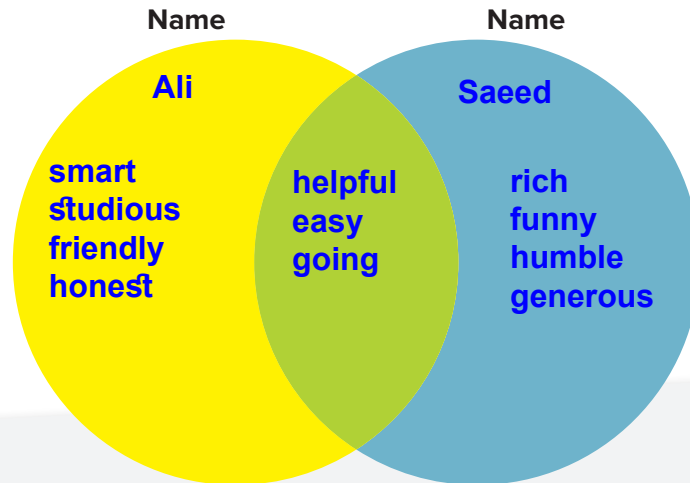 Name
Name
Ali
Saeed
smart
studious
friendly
honest
helpful
easy
going
rich
funny
humble
generous